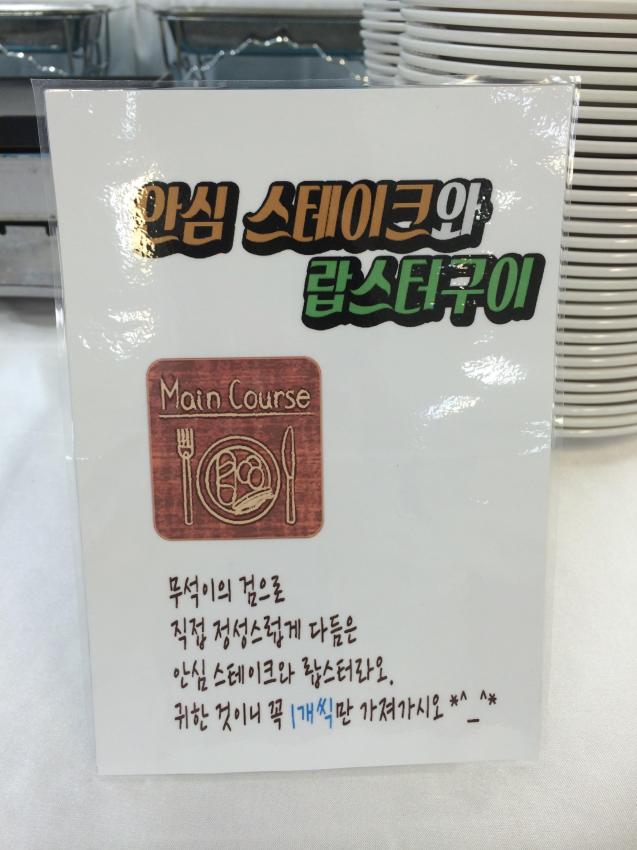 안심 스테이크와
랍스터구이
Main Course
무석이의 검으로
직접 정성스럽게 다듬은
안심 스테이크와 랍스터라오.
귀한 것이니 꼭 1개씩만 가져가시오 *^_^*